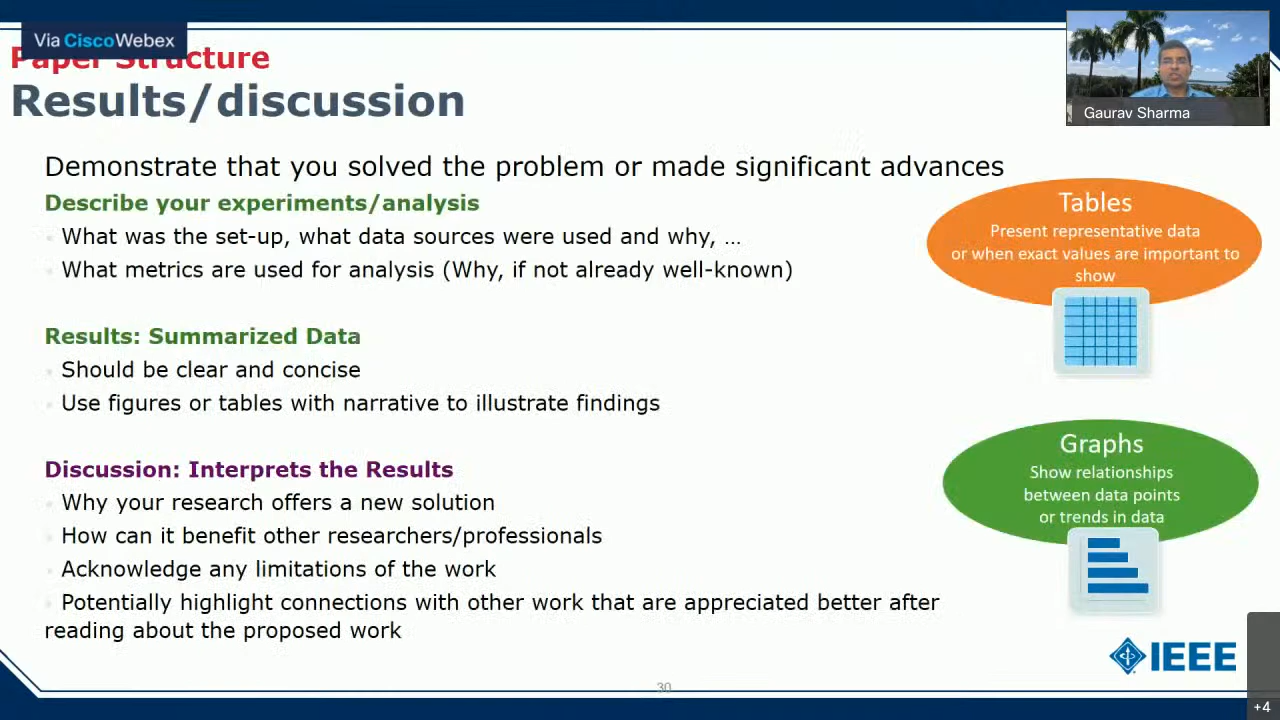 Via CiscoWebex
Paper Structure
Results/discussion
Gaurav Sharma
Demonstrate that you solved the problem or made significant advances
Describe your experiments/analysis
What was the set-up, what data sources were used and why, ...
What metrics are used for analysis (Why, if not already well-known)
Results: Summarized Data
Should be clear and concise
Use figures or tables with narrative to illustrate findings
Discussion: Interprets the Results
Why your research offers a new solution
How can it benefit other researchers/professionals
Acknowledge any limitations of the work
Potentially highlight connections with other work that are appreciated better after
reading about the proposed work
Tables
Present representative data
or when exact values are important to
show
Graphs
Show relationships
between data points
or trends in data
IEEE
30
+4